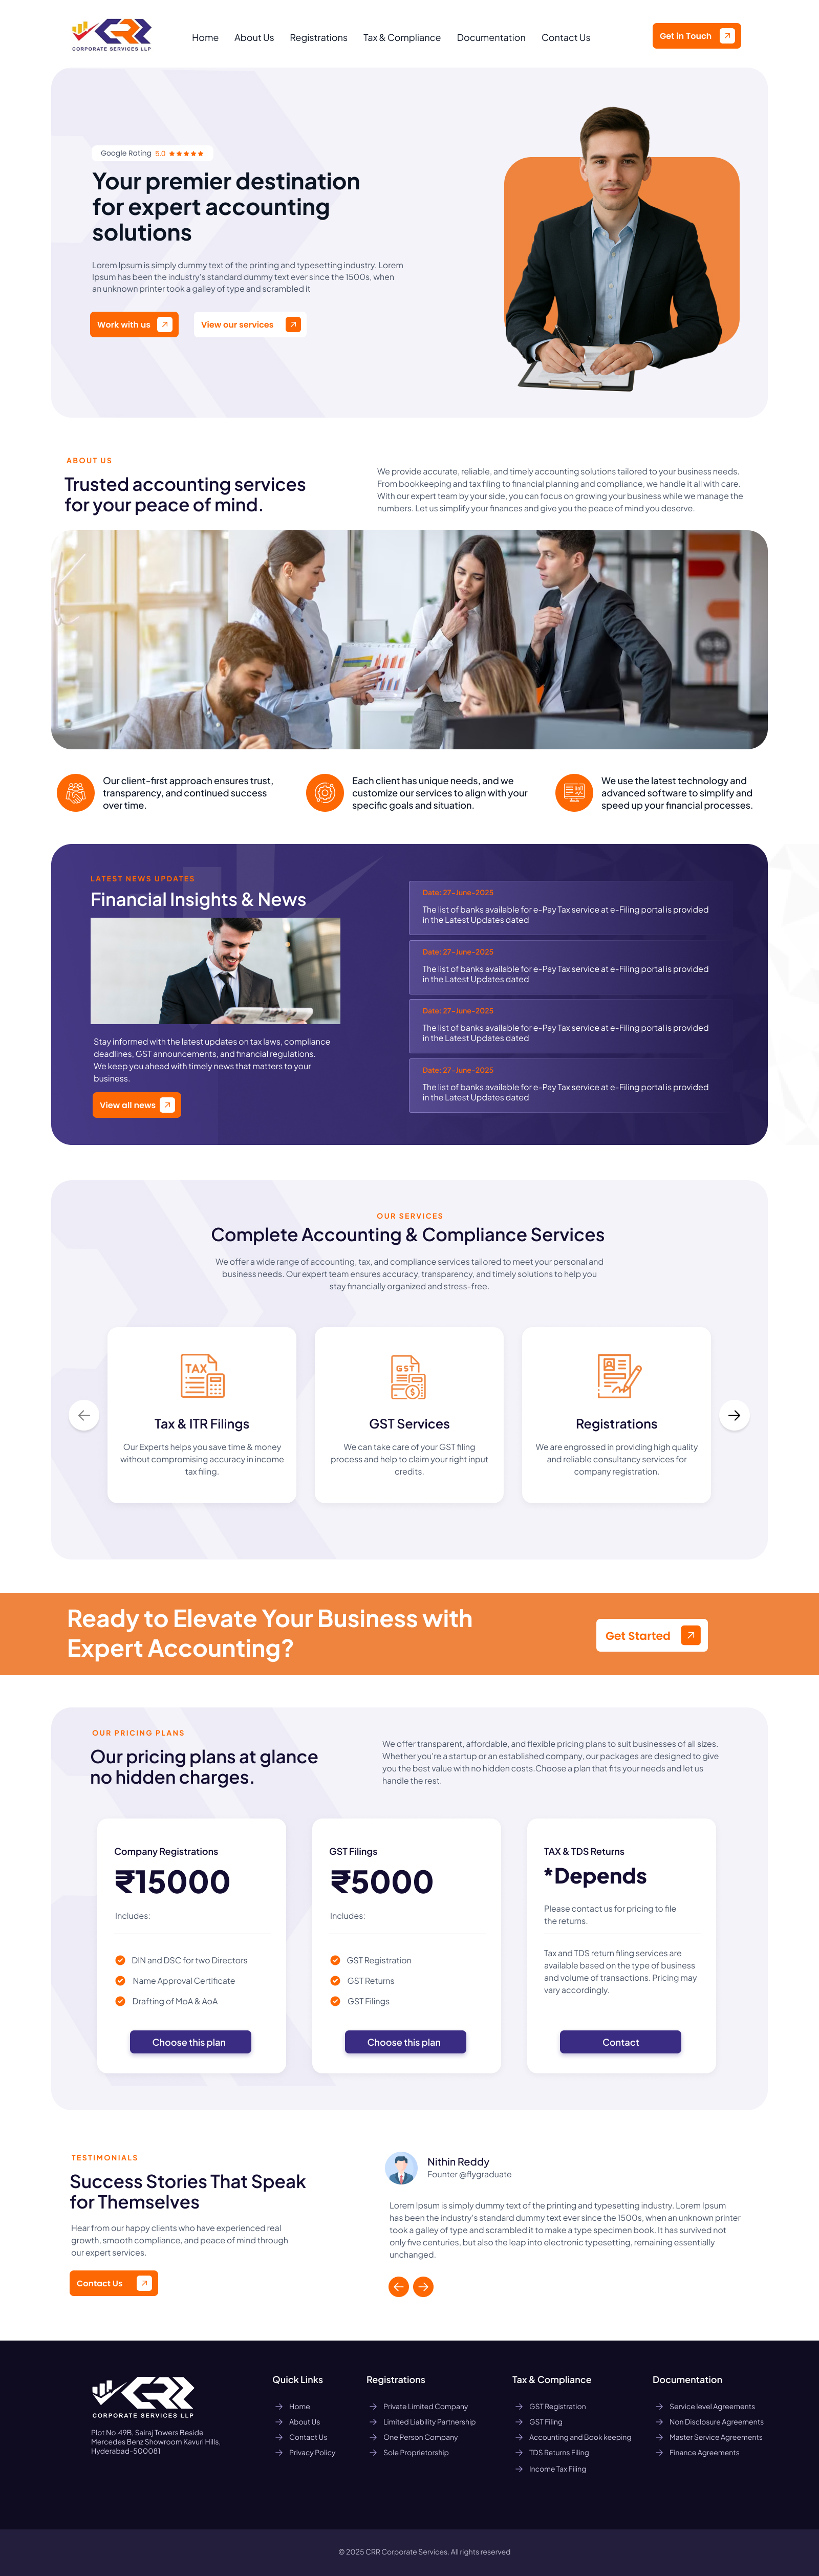 CRR
CORPORATE SERVICES LLP
Home
About Us
Registrations
Tax & Compliance
Documentation
Contact Us
Get in Touch
Google Rating 5.0
Your premier destination
for expert accounting
solutions
Lorem Ipsum is simply dummy text of the printing and typesetting industry. Lorem
Ipsum has been the industry's standard dummy text ever since the 1500s, when
an unknown printer took a galley of type and scrambled it
Work with us
View our services
ABOUT US
Trusted accounting services
for your peace of mind.
We provide accurate, reliable, and timely accounting solutions tailored to your business needs.
From bookkeeping and tax filing to financial planning and compliance, we handle it all with care.
With our expert team by your side, you can focus on growing your business while we manage the
numbers. Let us simplify your finances and give you the peace of mind you deserve.
Our client-first approach ensures trust,
transparency, and continued success
over time.
Each client has unique needs, and we
customize our services to align with your
specific goals and situation.
We use the latest technology and
advanced software to simplify and
speed up your financial processes.
LATEST NEWS UPDATES
Financial Insights & News
Stay informed with the latest updates on tax laws, compliance
deadlines, GST announcements, and financial regulations.
We keep you ahead with timely news that matters to your
business.
View all news
Date: 27-June-2025
The list of banks available for e-Pay Tax service at e-Filing portal is provided
in the Latest Updates dated
Date: 27-June-2025
The list of banks available for e-Pay Tax service at e-Filing portal is provided
in the Latest Updates dated
Date: 27-June-2025
The list of banks available for e-Pay Tax service at e-Filing portal is provided
in the Latest Updates dated
Date: 27-June-2025
The list of banks available for e-Pay Tax service at e-Filing portal is provided
in the Latest Updates dated
OUR SERVICES
Complete Accounting & Compliance Services
We offer a wide range of accounting, tax, and compliance services tailored to meet your personal and
business needs. Our expert team ensures accuracy, transparency, and timely solutions to help you
stay financially organized and stress-free.
TAX
Tax & ITR Filings
Our Experts helps you save time & money
without compromising accuracy in income
tax filing.
GST
GST Services
We can take care of your GST filing
process and help to claim your right input
credits.
Registrations
We are engrossed in providing high quality
and reliable consultancy services for
company registration.
Ready to Elevate Your Business with
Expert Accounting?
Get Started
OUR PRICING PLANS
Our pricing plans at glance
no hidden charges.
We offer transparent, affordable, and flexible pricing plans to suit businesses of all sizes.
Whether you're a startup or an established company, our packages are designed to give
you the best value with no hidden costs.Choose a plan that fits your needs and let us
handle the rest.
Company Registrations
₹15000
Includes:
DIN and DSC for two Directors
Name Approval Certificate
Drafting of MoA & AoA
Choose this plan
GST Filings
₹5000
Includes:
GST Registration
GST Returns
GST Filings
Choose this plan
TAX & TDS Returns
*Depends
Please contact us for pricing to file
the returns.
Tax and TDS return filing services are
available based on the type of business
and volume of transactions. Pricing may
vary accordingly.
Contact
TESTIMONIALS
Success Stories That Speak
for Themselves
Hear from our happy clients who have experienced real
growth, smooth compliance, and peace of mind through
our expert services.
Contact Us
Nithin Reddy
Founter @flygraduate
Lorem Ipsum is simply dummy text of the printing and typesetting industry. Lorem Ipsum
has been the industry's standard dummy text ever since the 1500s, when an unknown printer
took a galley of type and scrambled it to make a type specimen book. It has survived not
only five centuries, but also the leap into electronic typesetting, remaining essentially
unchanged.
CRR
CORPORATE SERVICES LLP
Plot No.49B, Sairaj Towers Beside
Mercedes Benz Showroom Kavuri Hills,
Hyderabad-500081
Quick Links
Home
About Us
Contact Us
Privacy Policy
Registrations
Private Limited Company
Limited Liability Partnership
One Person Company
Sole Proprietorship
Tax & Compliance
GST Registration
GST Filing
Accounting and Book keeping
TDS Returns Filing
Income Tax Filing
Documentation
Service level Agreements
Non Disclosure Agreements
Master Service Agreements
Finance Agreements
© 2025 CRR Corporate Services. All rights reserved